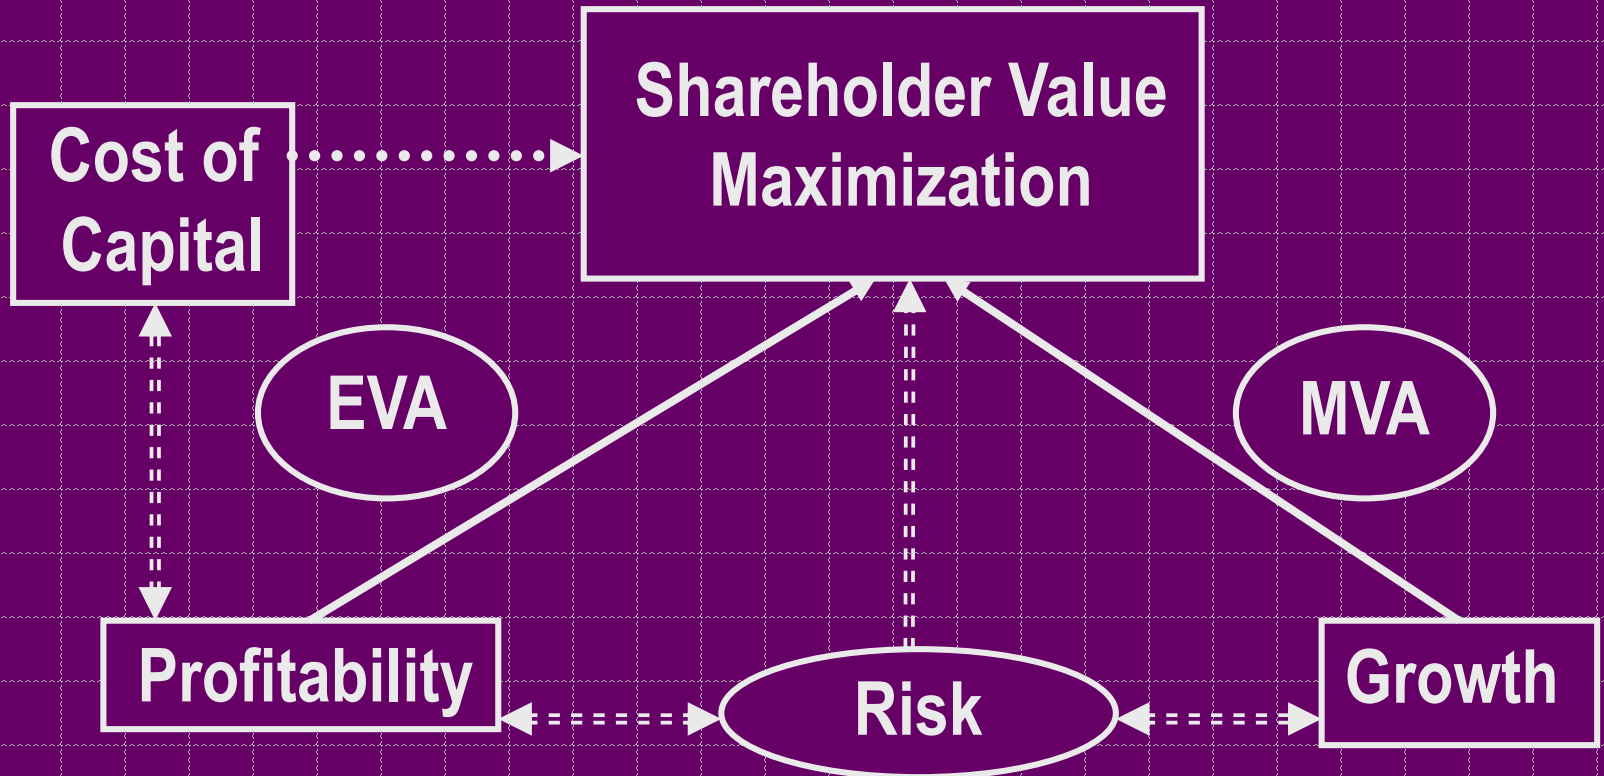 Shareholder Value
Maximization
Cost of
Capital
EVA
MVA
Profitability
Risk
Growth